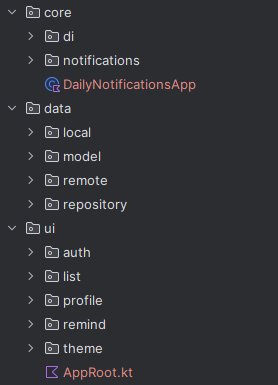 core
di
notifications
DailyNotificationsApp
data
local
model
remote
repository
ui
auth
list
profile
remind
theme
AppRoot.kt